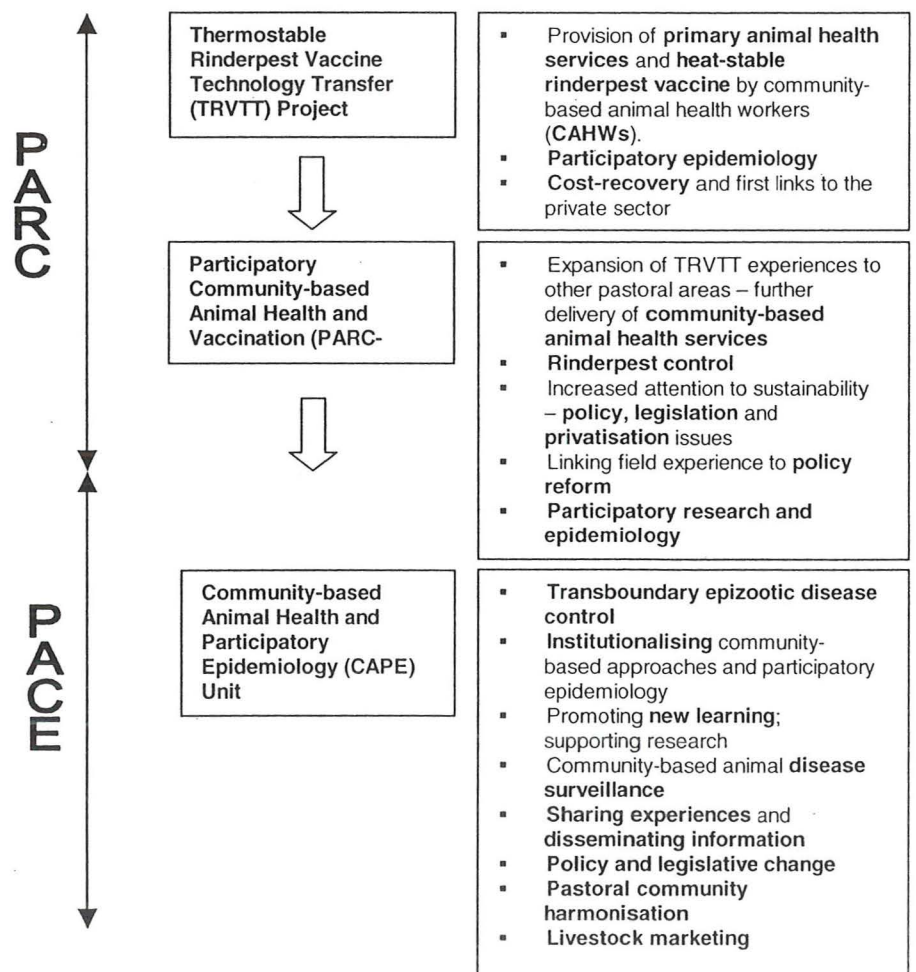 PARC
Thermostable
Rinderpest Vaccine
Technology Transfer
(TRVTT) Project
▪ Provision of primary animal health
services and heat-stable
rinderpest vaccine by community-
based animal health workers
(CAHWs).
▪ Participatory epidemiology
▪ Cost-recovery and first links to the
private sector
Participatory
Community-based
Animal Health and
Vaccination (PARC-
▪ Expansion of TRVTT experiences to
other pastoral areas – further
delivery of community-based
animal health services
▪ Rinderpest control
▪ Increased attention to sustainability
– policy, legislation and
privatisation issues
▪ Linking field experience to policy
reform
▪ Participatory research and
epidemiology
PACE
Community-based
Animal Health and
Participatory
Epidemiology (CAPE)
Unit
▪ Transboundary epizootic disease
control
▪ Institutionalising community-
based approaches and participatory
epidemiology
▪ Promoting new learning;
supporting research
▪ Community-based animal disease
surveillance
▪ Sharing experiences and
disseminating information
▪ Policy and legislative change
▪ Pastoral community
harmonisation
▪ Livestock marketing